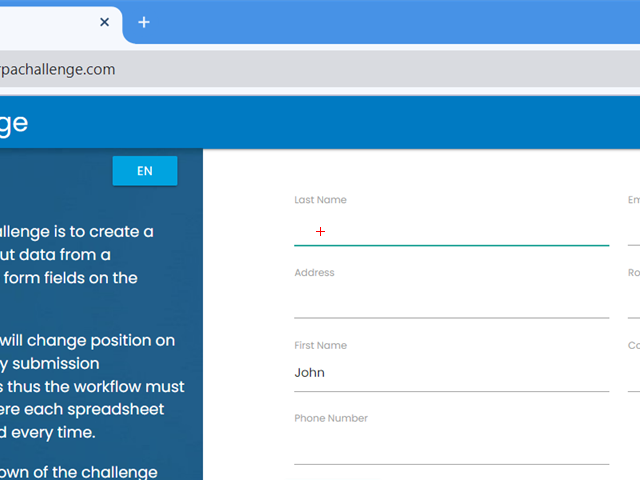 rpachallenge.com
ge
EN
allenge is to create a
ut data from a
form fields on the
will change position on
y submission
s thus the workflow must
ere each spreadsheet
d every time.
own of the challenge
Last Name
Em
Address
Ro
First Name
Co
John
Phone Number